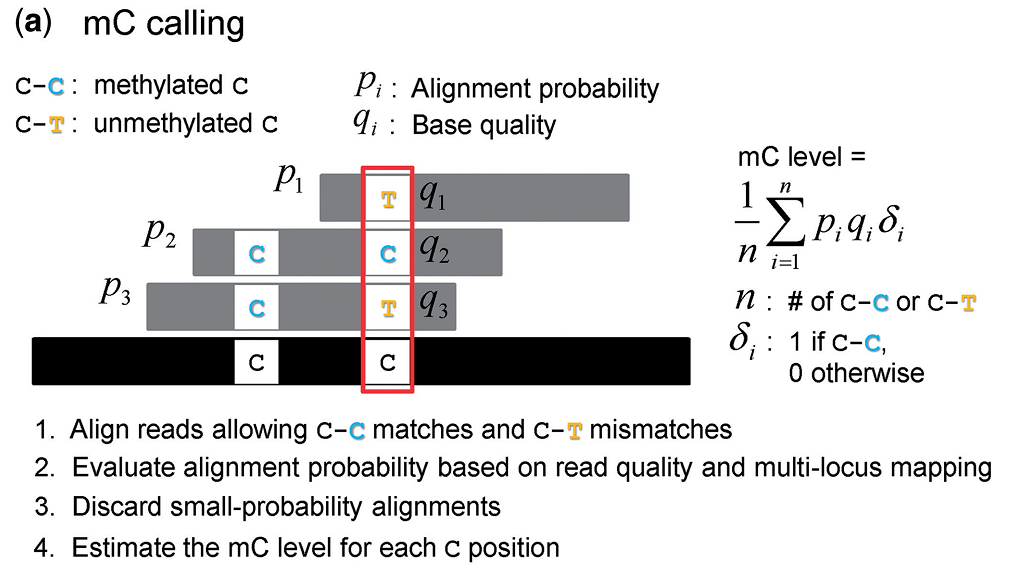 (a) mC calling
C-C : methylated C
C-T : unmethylated C
p_i : Alignment probability
q_i : Base quality
p_1 T q_1
p_2 C C q_2
p_3 C T q_3
C C
mC level =
\frac{1}{n} \sum_{i=1}^{n} p_i q_i δ_i
n : # of C-C or C-T
δ_i : 1 if C-C,
0 otherwise
1. Align reads allowing C-C matches and C-T mismatches
2. Evaluate alignment probability based on read quality and multi-locus mapping
3. Discard small-probability alignments
4. Estimate the mC level for each C position